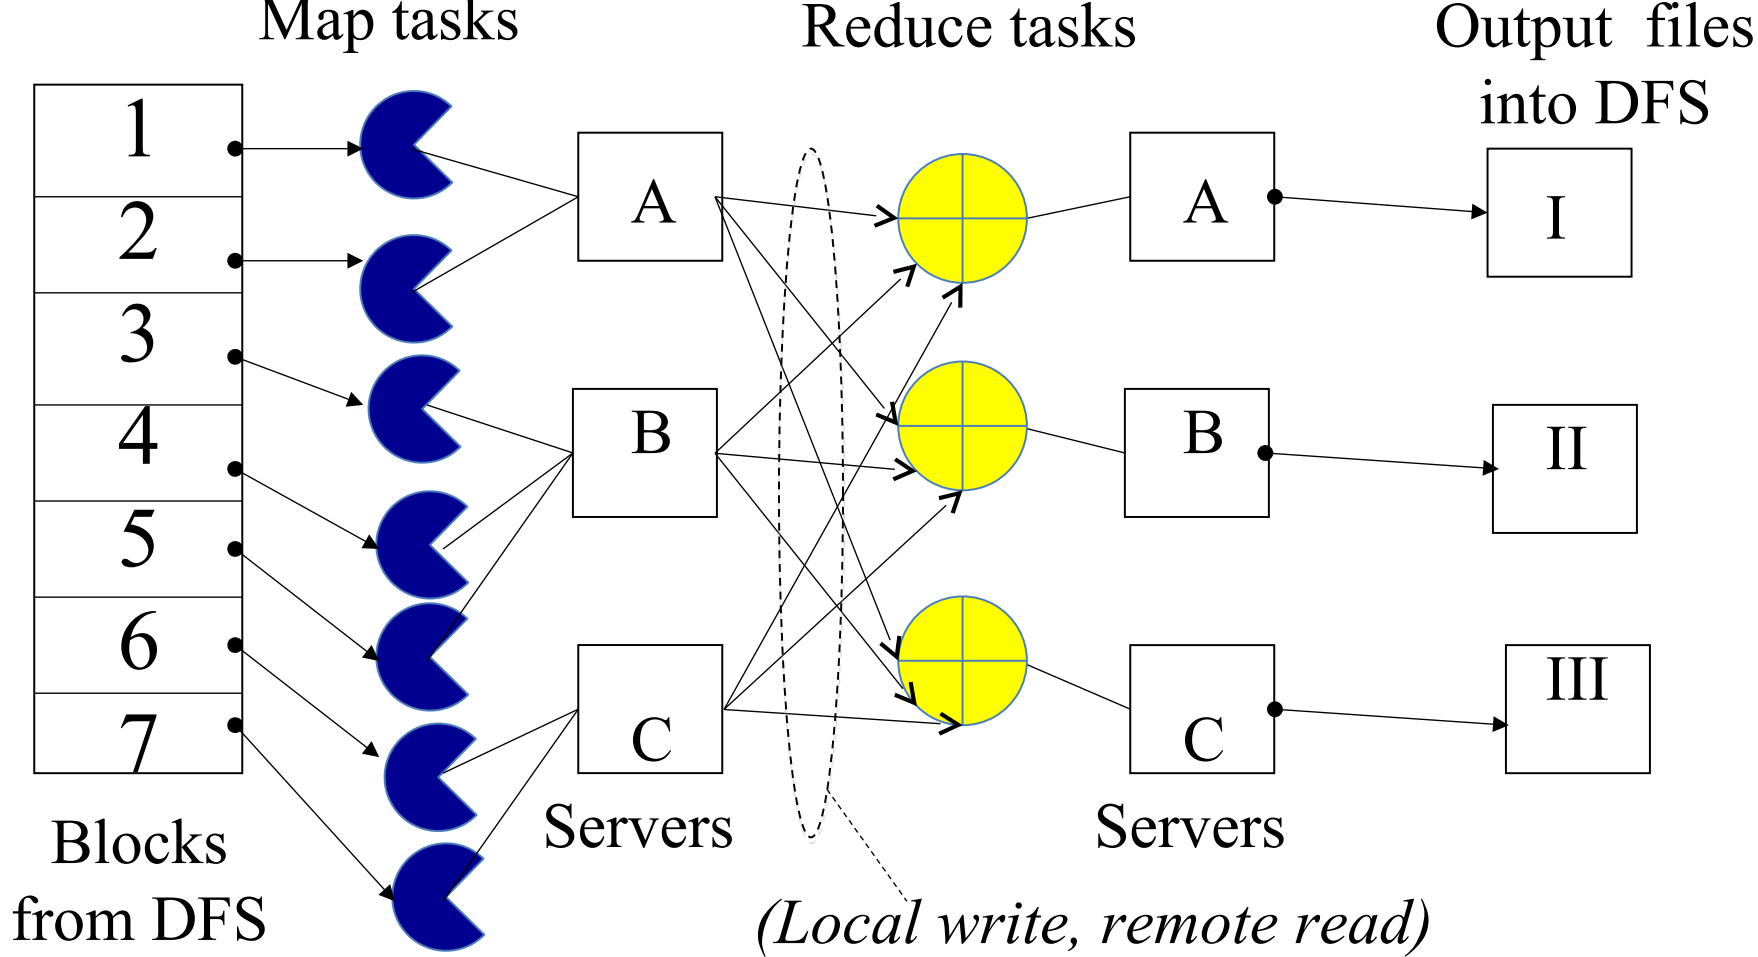 Map tasks
Reduce tasks
Output files
into DFS
1
2
3
4
5
6
7
A
B
C
A
B
C
I
II
III
Servers
Servers
Blocks
from DFS
(Local write, remote read)